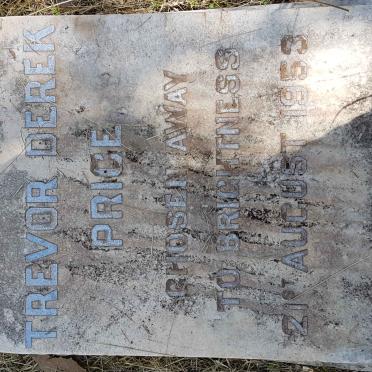 TREVOR DEREK
PRICE
CHOSEN AWAY
TO BRIGHTNESS
21ST AUGUST 1953